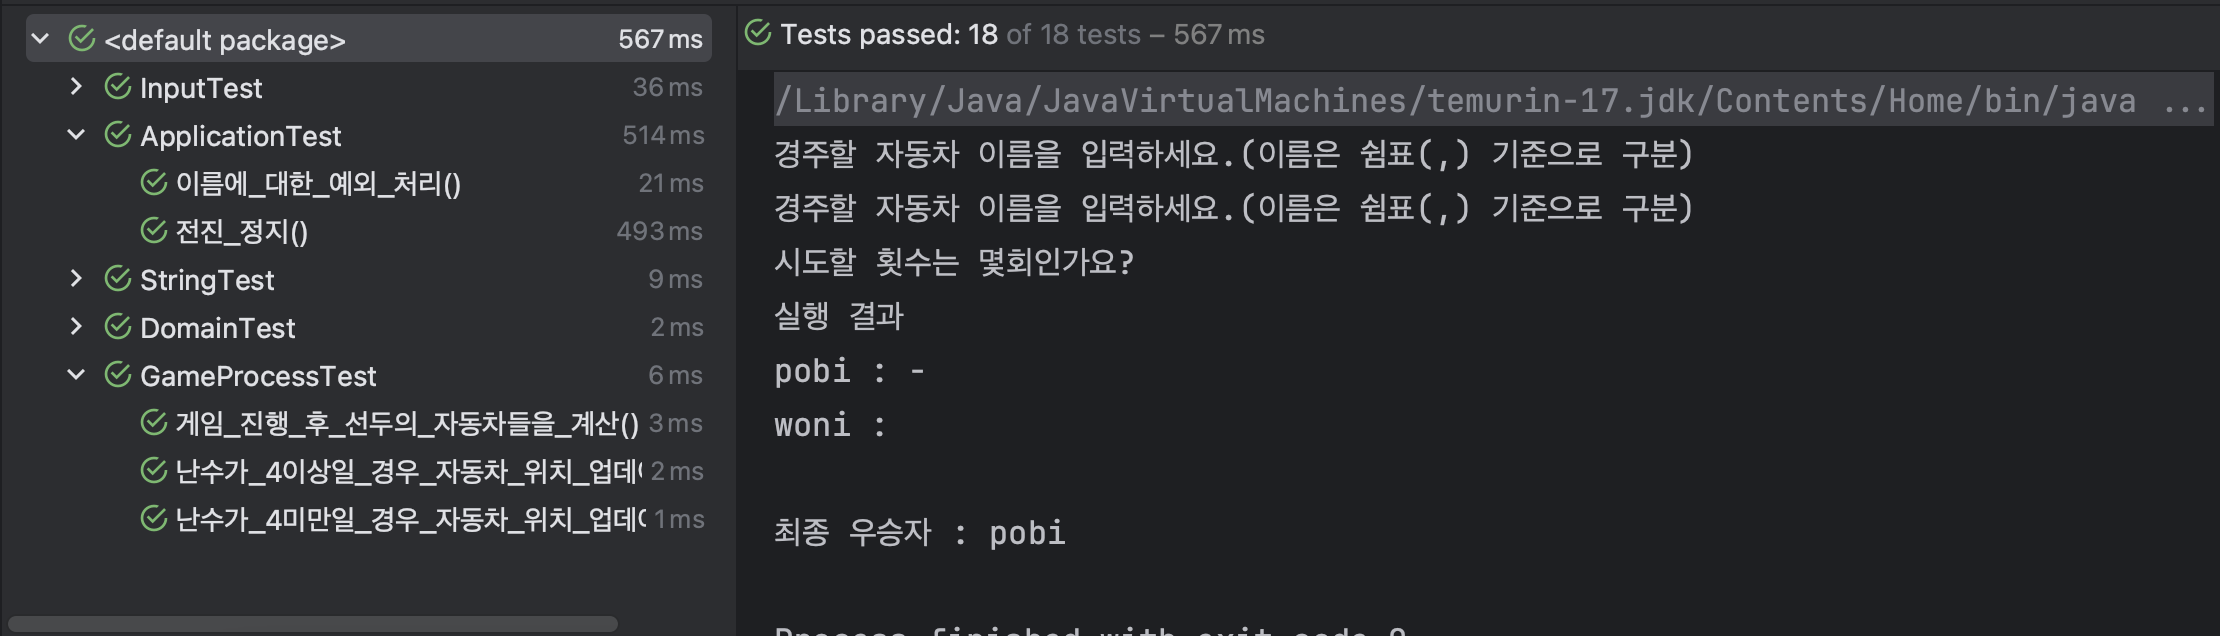 <default package> 567 ms
InputTest 36 ms
ApplicationTest 514 ms
이름에_대한_예외_처리() 21 ms
전진_정지() 493 ms
StringTest 9 ms
DomainTest 2 ms
GameProcessTest 6 ms
게임_진행_후_선두의_자동차들을_계산() 3 ms
난수가_4이상일_경우_자동차_위치_업데 2 ms
난수가_4미만일_경우_자동차_위치_업데 1 ms
Tests passed: 18 of 18 tests – 567 ms
/Library/Java/JavaVirtualMachines/temurin-17.jdk/Contents/Home/bin/java ...
경주할 자동차 이름을 입력하세요.(이름은 쉼표(,) 기준으로 구분)
경주할 자동차 이름을 입력하세요.(이름은 쉼표(,) 기준으로 구분)
시도할 횟수는 몇회인가요?
실행 결과
pobi : -
woni :
최종 우승자 : pobi
Process finished with exit code 0